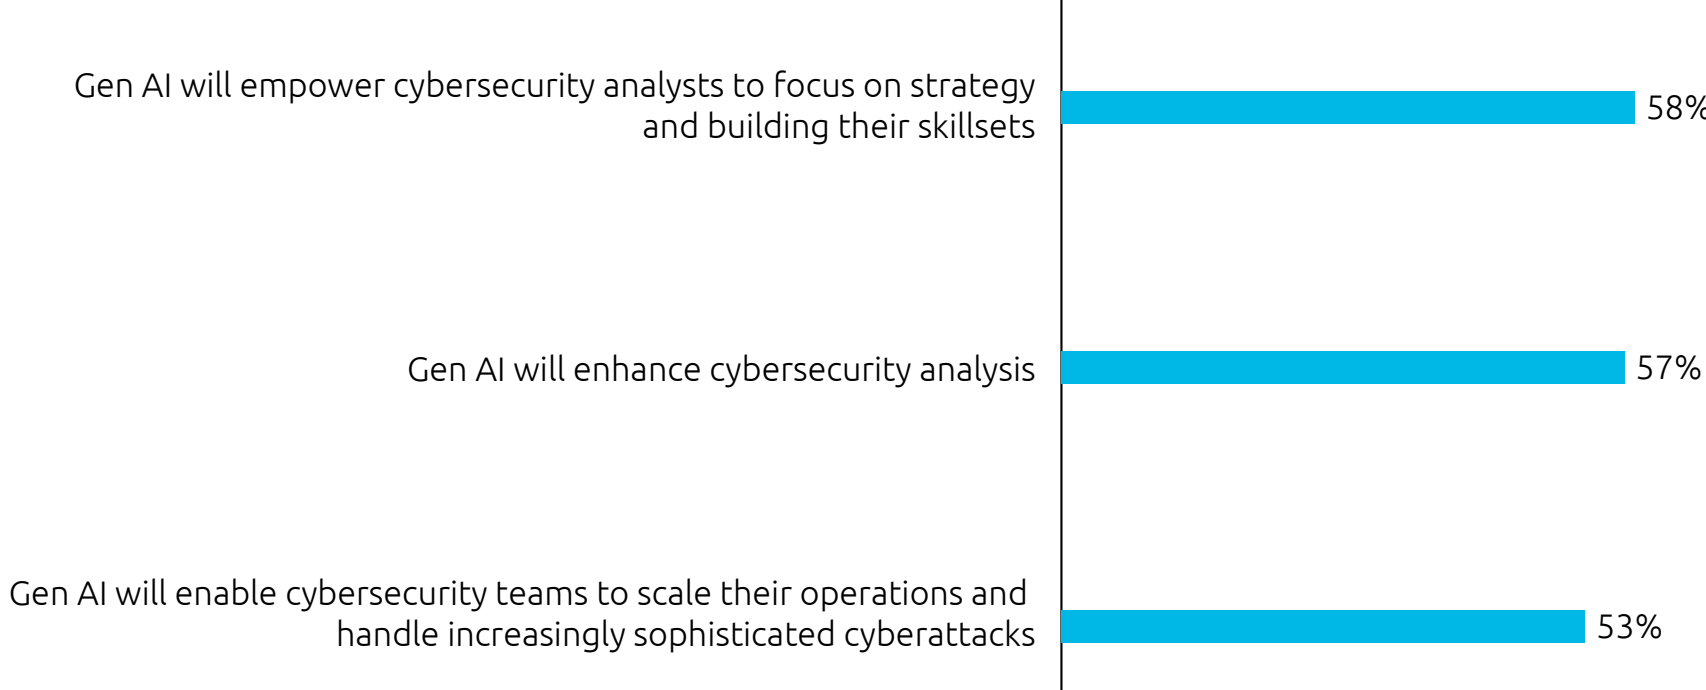 Gen AI will empower cybersecurity analysts to focus on strategy
and building their skillsets
58%
Gen AI will enhance cybersecurity analysis
57%
Gen AI will enable cybersecurity teams to scale their operations and
handle increasingly sophisticated cyberattacks
53%